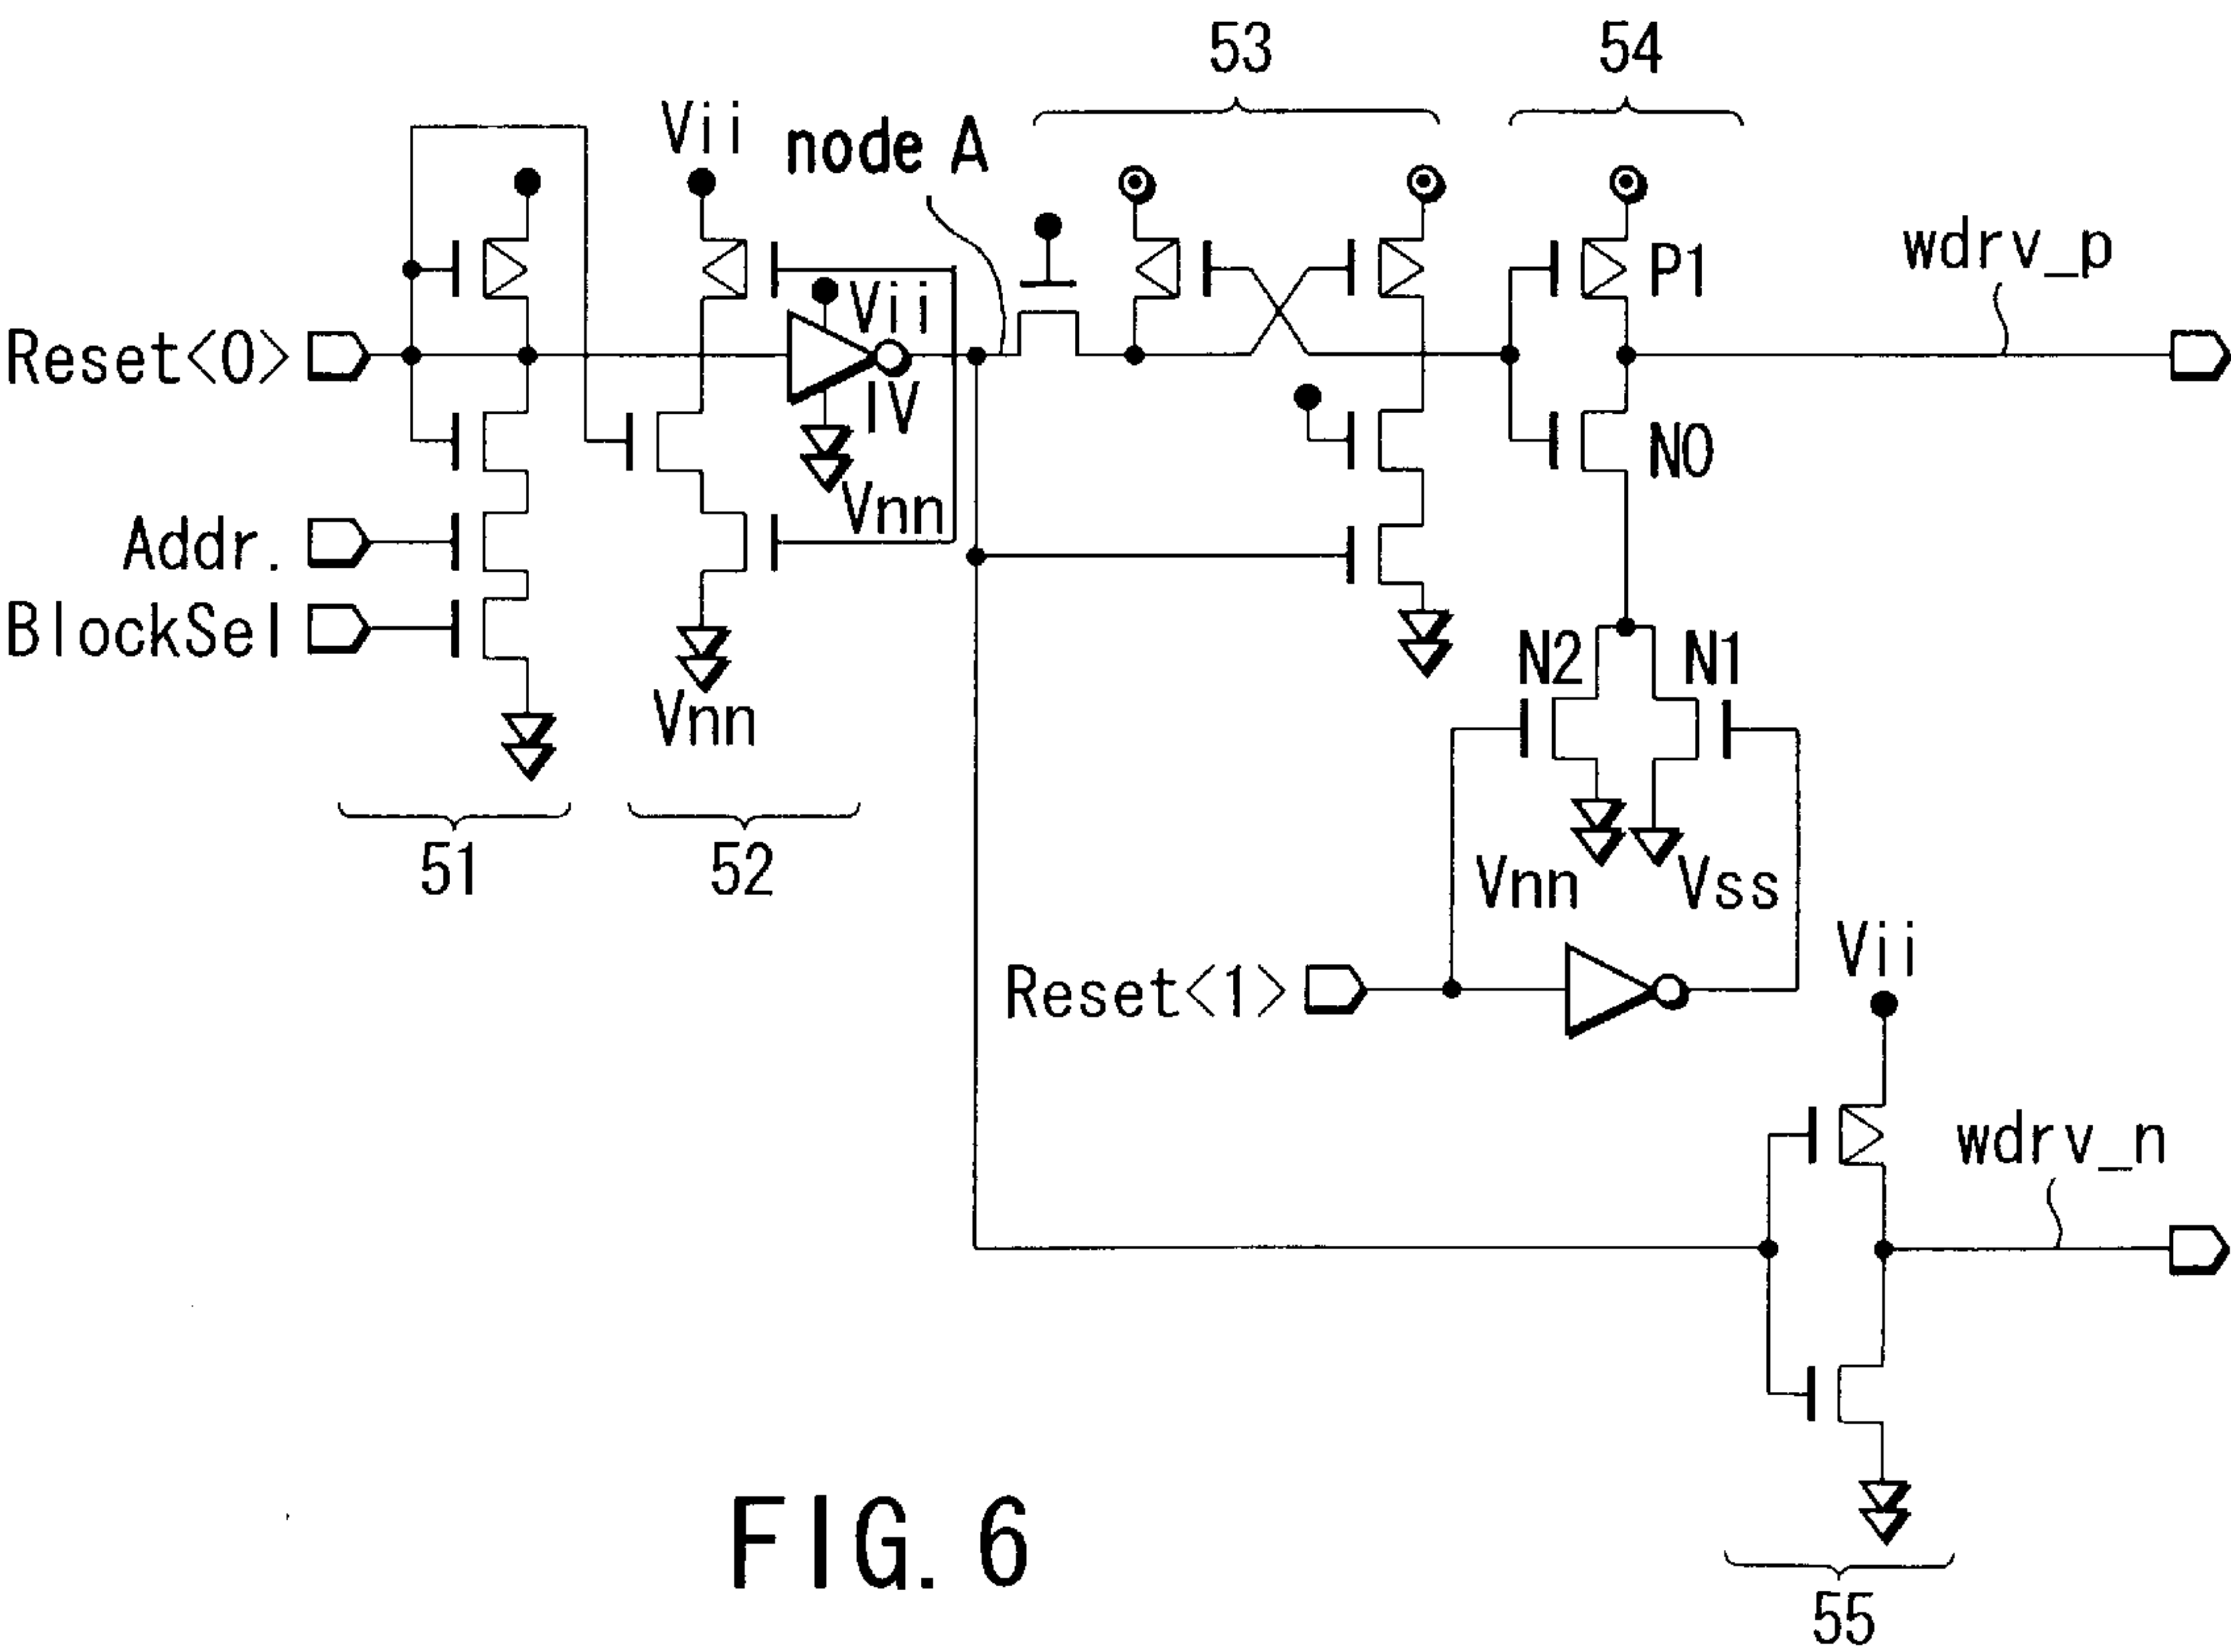 53
54
Vii
node A
wdrv_p
Vii
P1
Reset<0>
IV
N0
Vnn
Addr.
BlockSel
N2
N1
Vnn
51
52
Vnn
Vss
Vii
Reset<1>
wdrv_n
FIG. 6
55